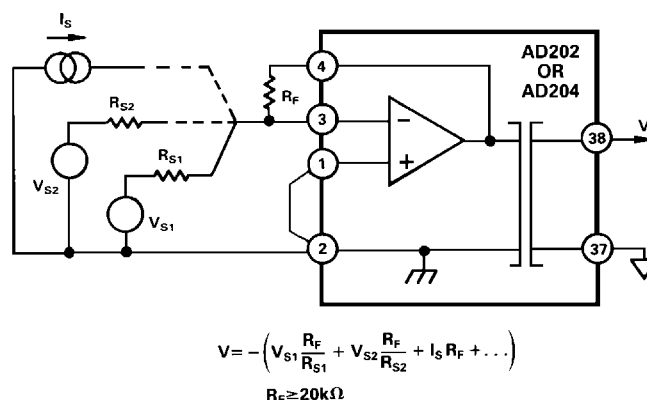 I_S
AD202
OR
AD204
4
R_F
R_S2
3
−
38
V
1
+
R_S1
V_S2
V_S1
2
37
V = −(V_S1 R_F/R_S1 + V_S2 R_F/R_S2 + I_S R_F + ...)
R_F ≥ 20kΩ